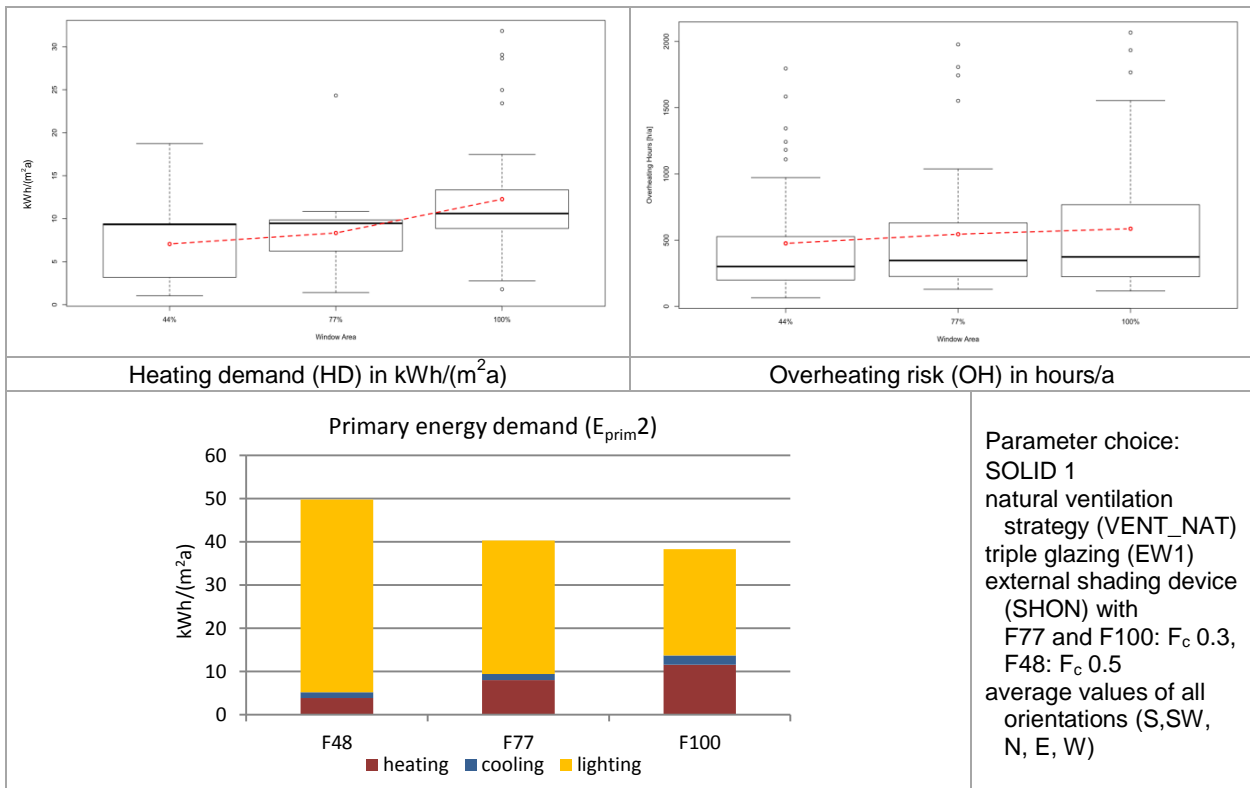 30
25
20
15
10
5
0
kWh/(m²a)
44%
77%
100%
Window Area
2000
1500
1000
500
0
Overheating Hours [h/a]
44%
77%
100%
Window Area
Heating demand (HD) in kWh/(m²a)
Overheating risk (OH) in hours/a
Primary energy demand (Eprim2)
60
50
40
30
20
10
0
kWh/(m²a)
F48
F77
F100
heating cooling lighting
Parameter choice:
SOLID 1
natural ventilation
strategy (VENT_NAT)
triple glazing (EW1)
external shading device
(SHON) with
F77 and F100: Fc 0.3,
F48: Fc 0.5
average values of all
orientations (S,SW,
N, E, W)